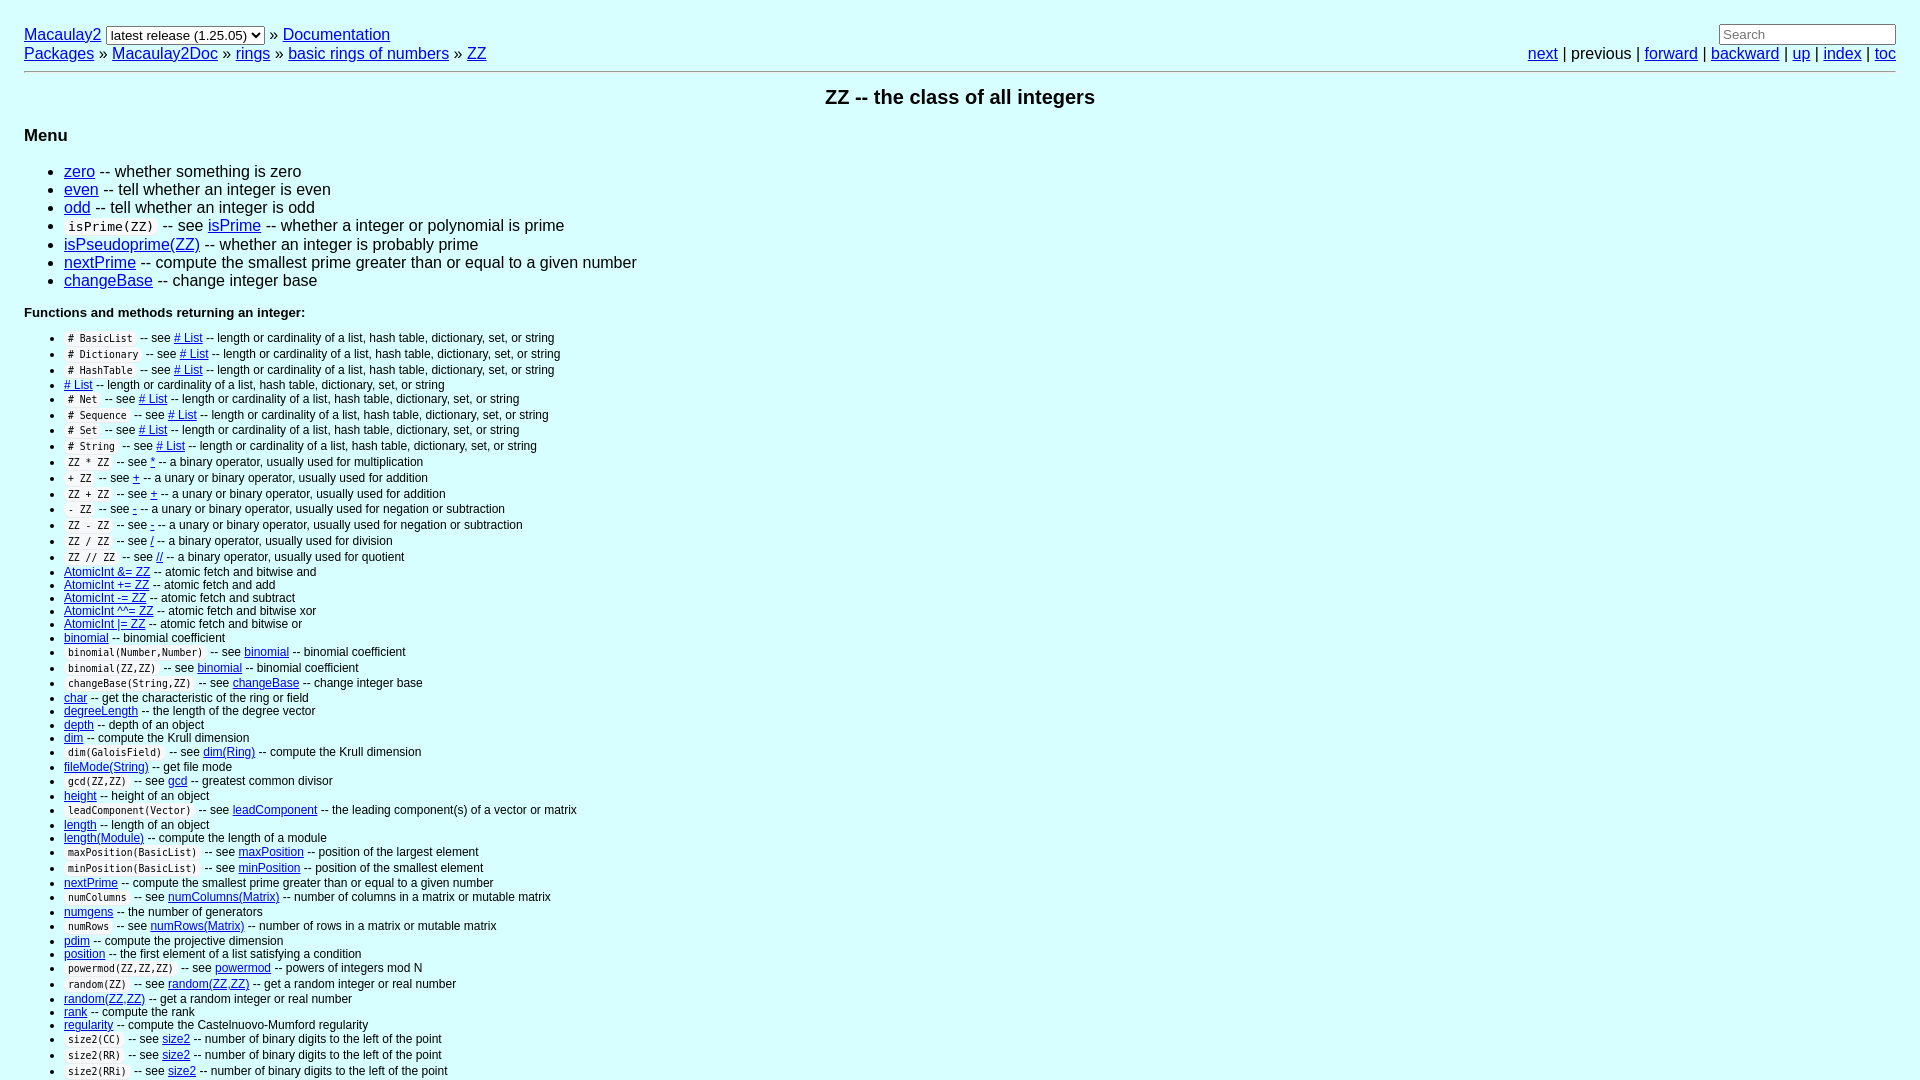 Macaulay2 latest release (1.25.05) » Documentation
Search
Packages » Macaulay2Doc » rings » basic rings of numbers » ZZ
next | previous | forward | backward | up | index | toc
ZZ -- the class of all integers
Menu
zero -- whether something is zero
even -- tell whether an integer is even
odd -- tell whether an integer is odd
isPrime(ZZ) -- see isPrime -- whether a integer or polynomial is prime
isPseudoprime(ZZ) -- whether an integer is probably prime
nextPrime -- compute the smallest prime greater than or equal to a given number
changeBase -- change integer base
Functions and methods returning an integer:
# BasicList -- see # List -- length or cardinality of a list, hash table, dictionary, set, or string
# Dictionary -- see # List -- length or cardinality of a list, hash table, dictionary, set, or string
# HashTable -- see # List -- length or cardinality of a list, hash table, dictionary, set, or string
# List -- length or cardinality of a list, hash table, dictionary, set, or string
# Net -- see # List -- length or cardinality of a list, hash table, dictionary, set, or string
# Sequence -- see # List -- length or cardinality of a list, hash table, dictionary, set, or string
# Set -- see # List -- length or cardinality of a list, hash table, dictionary, set, or string
# String -- see # List -- length or cardinality of a list, hash table, dictionary, set, or string
ZZ * ZZ -- see * -- a binary operator, usually used for multiplication
+ ZZ -- see + -- a unary or binary operator, usually used for addition
ZZ + ZZ -- see + -- a unary or binary operator, usually used for addition
- ZZ -- see - -- a unary or binary operator, usually used for negation or subtraction
ZZ - ZZ -- see - -- a unary or binary operator, usually used for negation or subtraction
ZZ / ZZ -- see / -- a binary operator, usually used for division
ZZ // ZZ -- see // -- a binary operator, usually used for quotient
AtomicInt &= ZZ -- atomic fetch and bitwise and
AtomicInt += ZZ -- atomic fetch and add
AtomicInt -= ZZ -- atomic fetch and subtract
AtomicInt ^^= ZZ -- atomic fetch and bitwise xor
AtomicInt |= ZZ -- atomic fetch and bitwise or
binomial -- binomial coefficient
binomial(Number,Number) -- see binomial -- binomial coefficient
binomial(ZZ,ZZ) -- see binomial -- binomial coefficient
changeBase(String,ZZ) -- see changeBase -- change integer base
char -- get the characteristic of the ring or field
degreeLength -- the length of the degree vector
depth -- depth of an object
dim -- compute the Krull dimension
dim(GaloisField) -- see dim(Ring) -- compute the Krull dimension
fileMode(String) -- get file mode
gcd(ZZ,ZZ) -- see gcd -- greatest common divisor
height -- height of an object
leadComponent(Vector) -- see leadComponent -- the leading component(s) of a vector or matrix
length -- length of an object
length(Module) -- compute the length of a module
maxPosition(BasicList) -- see maxPosition -- position of the largest element
minPosition(BasicList) -- see minPosition -- position of the smallest element
nextPrime -- compute the smallest prime greater than or equal to a given number
numColumns -- see numColumns(Matrix) -- number of columns in a matrix or mutable matrix
numgens -- the number of generators
numRows -- see numRows(Matrix) -- number of rows in a matrix or mutable matrix
pdim -- compute the projective dimension
position -- the first element of a list satisfying a condition
powermod(ZZ,ZZ,ZZ) -- see powermod -- powers of integers mod N
random(ZZ) -- see random(ZZ,ZZ) -- get a random integer or real number
random(ZZ,ZZ) -- get a random integer or real number
rank -- compute the rank
regularity -- compute the Castelnuovo-Mumford regularity
size2(CC) -- see size2 -- number of binary digits to the left of the point
size2(RR) -- see size2 -- number of binary digits to the left of the point
size2(RRi) -- see size2 -- number of binary digits to the left of the point